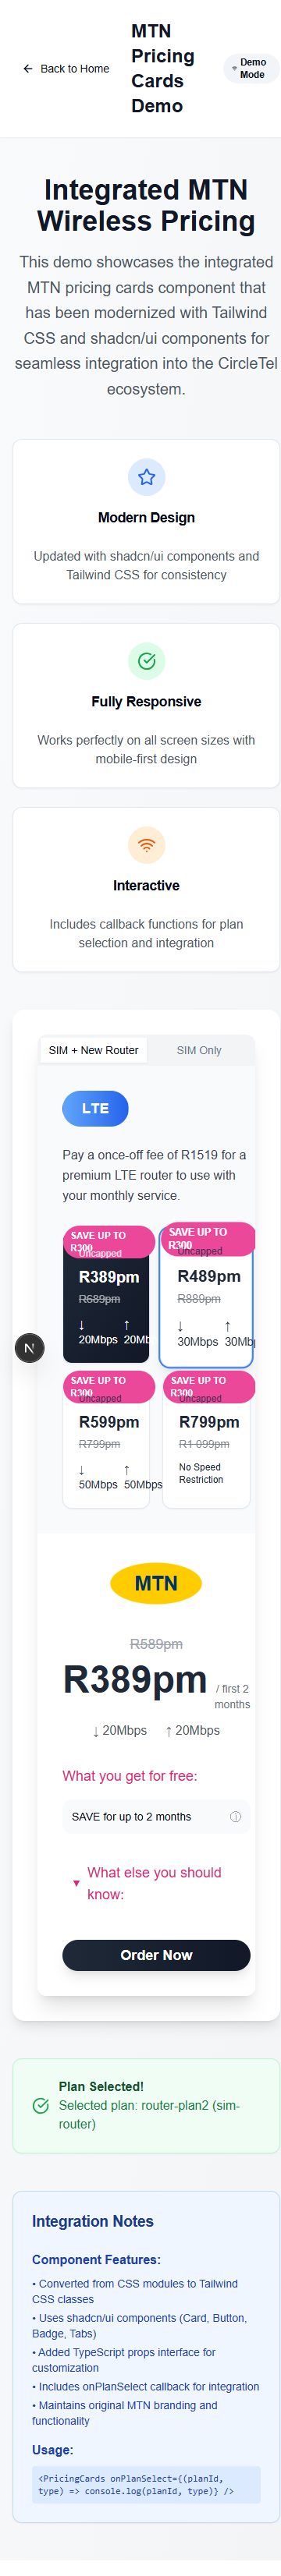 Back to Home
MTN
Pricing
Cards
Demo
Demo
Mode
Integrated MTN
Wireless Pricing
This demo showcases the integrated
MTN pricing cards component that
has been modernized with Tailwind
CSS and shadcn/ui components for
seamless integration into the CircleTel
ecosystem.
Modern Design
Updated with shadcn/ui components and
Tailwind CSS for consistency
Fully Responsive
Works perfectly on all screen sizes with
mobile-first design
Interactive
Includes callback functions for plan
selection and integration
SIM + New Router
SIM Only
LTE
Pay a once-off fee of R1519 for a
premium LTE router to use with
your monthly service.
SAVE UP TO
R300
Uncapped
R389pm
R689pm
↓ ↑
20Mbps 20Mb
SAVE UP TO
R300
Uncapped
R489pm
R889pm
↓ ↑
30Mbps 30Mb
SAVE UP TO
R300
Uncapped
R599pm
R799pm
↓ ↑
50Mbps 50Mbps
SAVE UP TO
R300
Uncapped
R799pm
R1 099pm
No Speed
Restriction
N
MTN
R589pm
R389pm / first 2
months
↓ 20Mbps ↑ 20Mbps
What you get for free:
SAVE for up to 2 months ⓘ
▼ What else you should
know:
Order Now
Plan Selected!
Selected plan: router-plan2 (sim-
router)
Integration Notes
Component Features:
• Converted from CSS modules to Tailwind
CSS classes
• Uses shadcn/ui components (Card, Button,
Badge, Tabs)
• Added TypeScript props interface for
customization
• Includes onPlanSelect callback for integration
• Maintains original MTN branding and
functionality
Usage:
<PricingCards onPlanSelect={(planId,
type) => console.log(planId, type)} />